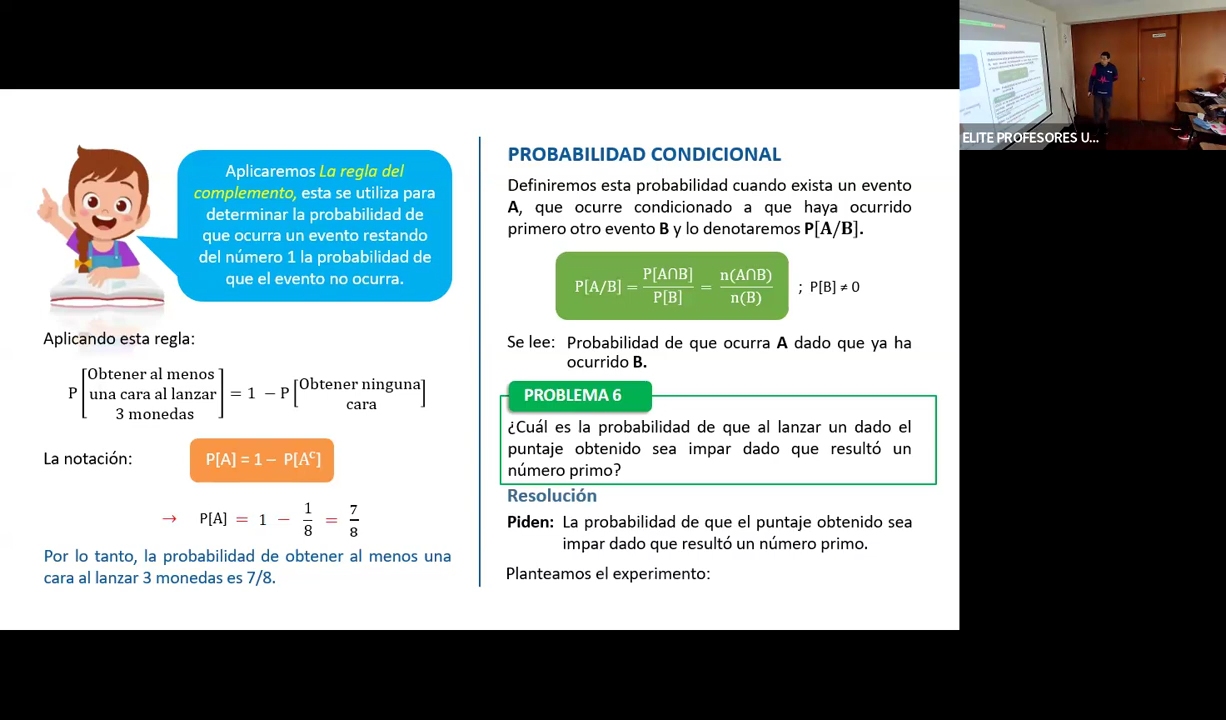 Aplicaremos La regla del
complemento, esta se utiliza para
determinar la probabilidad de
que ocurra un evento restando
del número 1 la probabilidad de
que el evento no ocurra.
Aplicando esta regla:
P [Obtener al menos
una cara al lanzar
3 monedas] = 1 − P [Obtener ninguna
cara]
La notación: P[A] = 1 − P[Aᶜ]
→ P[A] = 1 − 1/8 = 7/8
Por lo tanto, la probabilidad de obtener al menos una
cara al lanzar 3 monedas es 7/8.
PROBABILIDAD CONDICIONAL
Definiremos esta probabilidad cuando exista un evento
A, que ocurre condicionado a que haya ocurrido
primero otro evento B y lo denotaremos P[A/B].
P[A/B] = P[A∩B]/P[B] = n(A∩B)/n(B) ; P[B] ≠ 0
Se lee: Probabilidad de que ocurra A dado que ya ha
ocurrido B.
PROBLEMA 6
¿Cuál es la probabilidad de que al lanzar un dado el
puntaje obtenido sea impar dado que resultó un
número primo?
Resolución
Piden: La probabilidad de que el puntaje obtenido sea
impar dado que resultó un número primo.
Planteamos el experimento:
ELITE PROFESORES U...